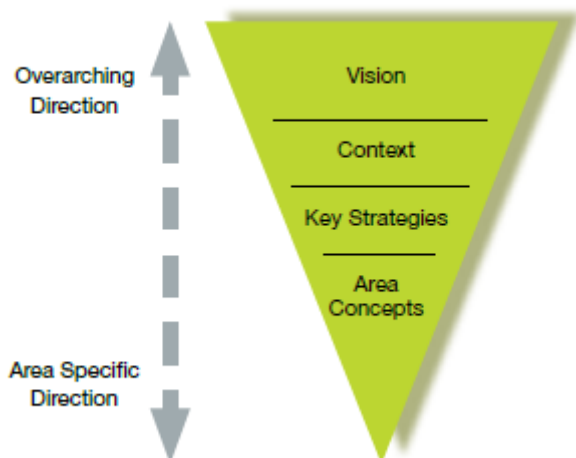 Overarching
Direction
Vision
Context
Key Strategies
Area
Concepts
Area Specific
Direction